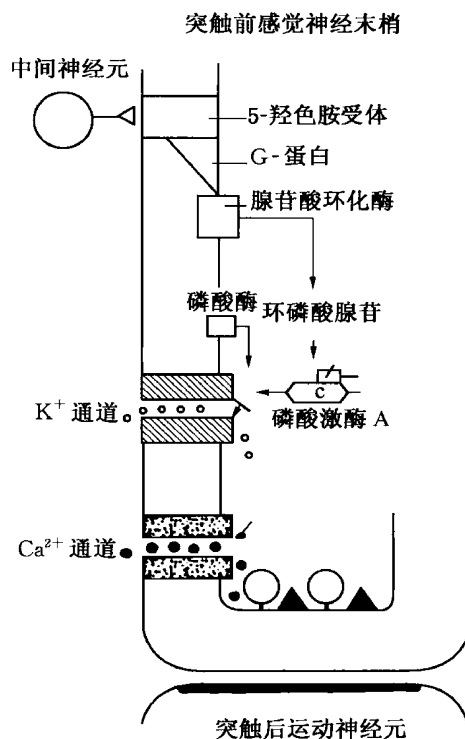 突触前感觉神经末梢
中间神经元
5-羟色胺受体
G-蛋白
腺苷酸环化酶
磷酸酶
环磷酸腺苷
C
K⁺ 通道
磷酸激酶 A
Ca²⁺ 通道
突触后运动神经元